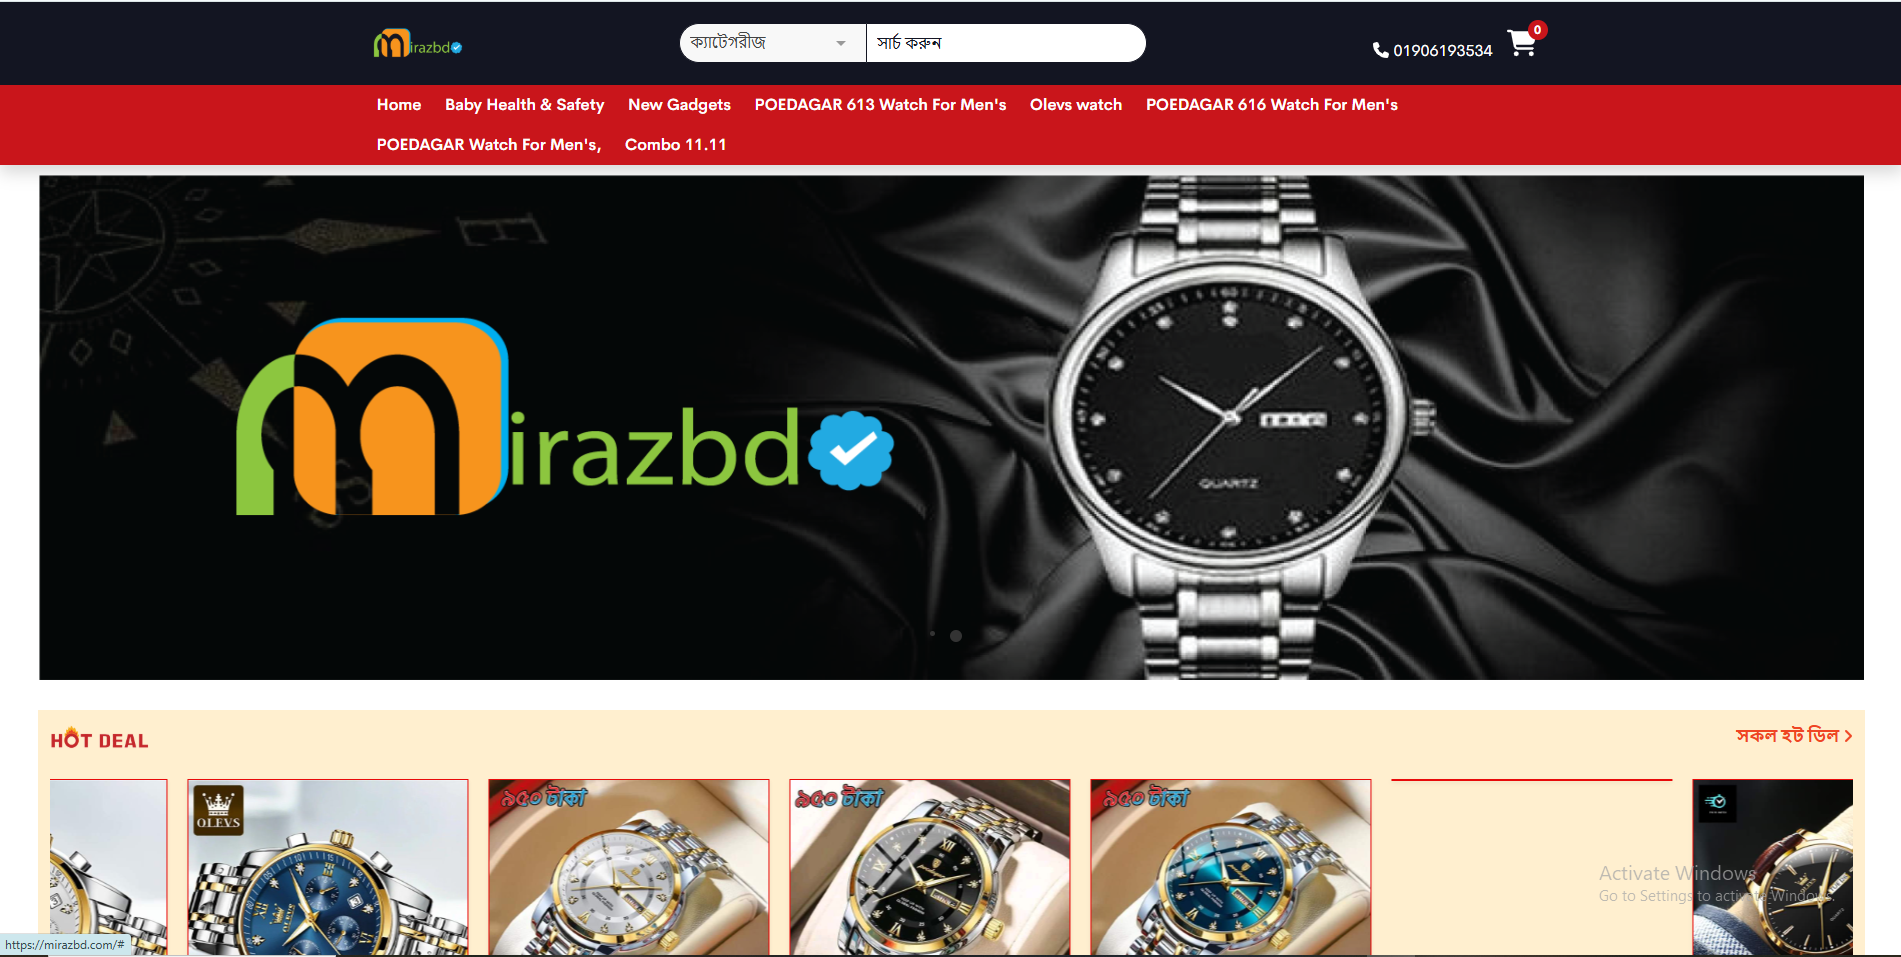 mirazbd
ক্যাটেগরীজ
সার্চ করুন
01906193534
0
Home
Baby Health & Safety
New Gadgets
POEDAGAR 613 Watch For Men's
Olevs watch
POEDAGAR 616 Watch For Men's
POEDAGAR Watch For Men's,
Combo 11.11
mirazbd
60
QUARTZ
HOT DEAL
সকল হট ডিল
OLEVS
৯৫০ টাকা
৯৫০ টাকা
৯৫০ টাকা
Activate Windows
Go to Settings to activate Windows.
https://mirazbd.com/#